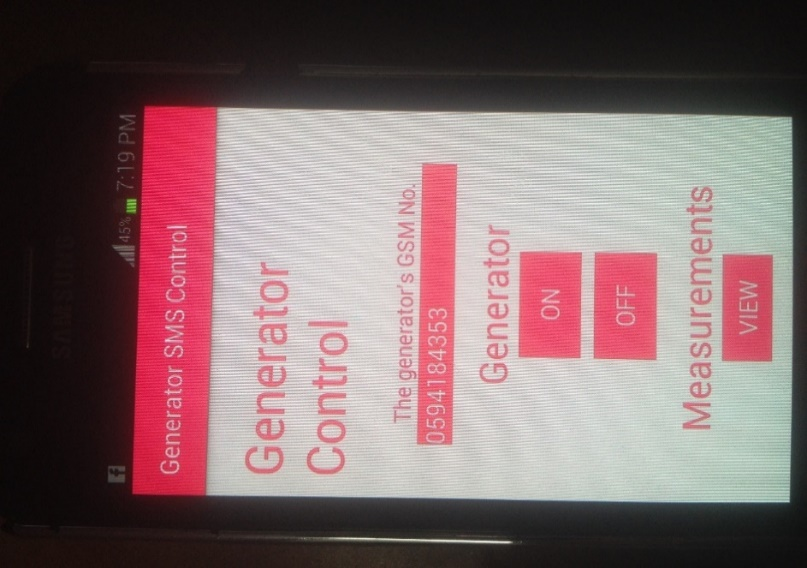 SAMSUNG
45% 7:19 PM
Generator SMS Control
Generator
Control
The generator's GSM No.
0594184353
Generator
ON
OFF
Measurements
VIEW